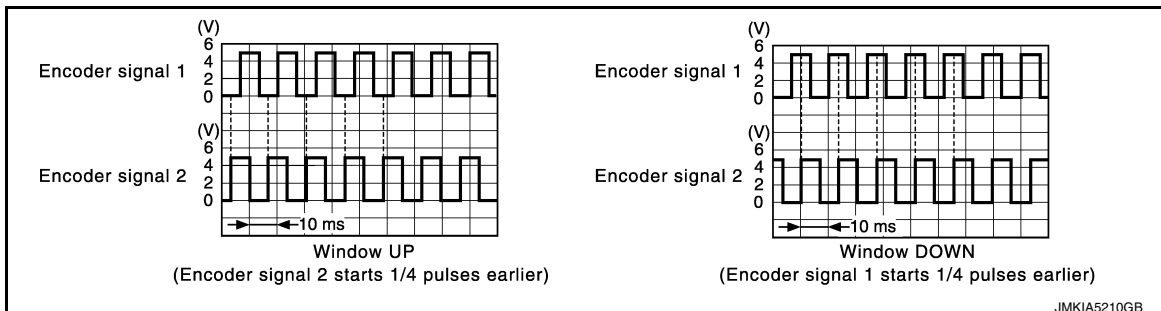 (V)
6
4
2
0
Encoder signal 1
(V)
6
4
2
0
Encoder signal 2
10 ms
Window UP
(Encoder signal 2 starts 1/4 pulses earlier)
(V)
6
4
2
0
Encoder signal 1
(V)
6
4
2
0
Encoder signal 2
10 ms
Window DOWN
(Encoder signal 1 starts 1/4 pulses earlier)
JMKIA5210GB